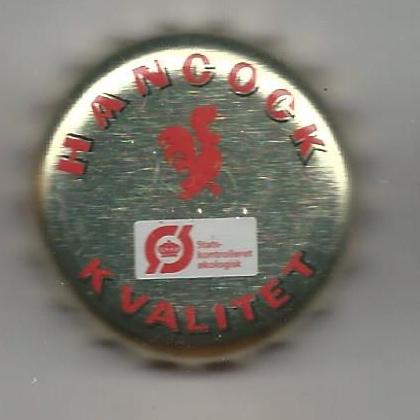 HANCOCK
Ø
Stats-
kontrolleret
økologisk
KVALITET